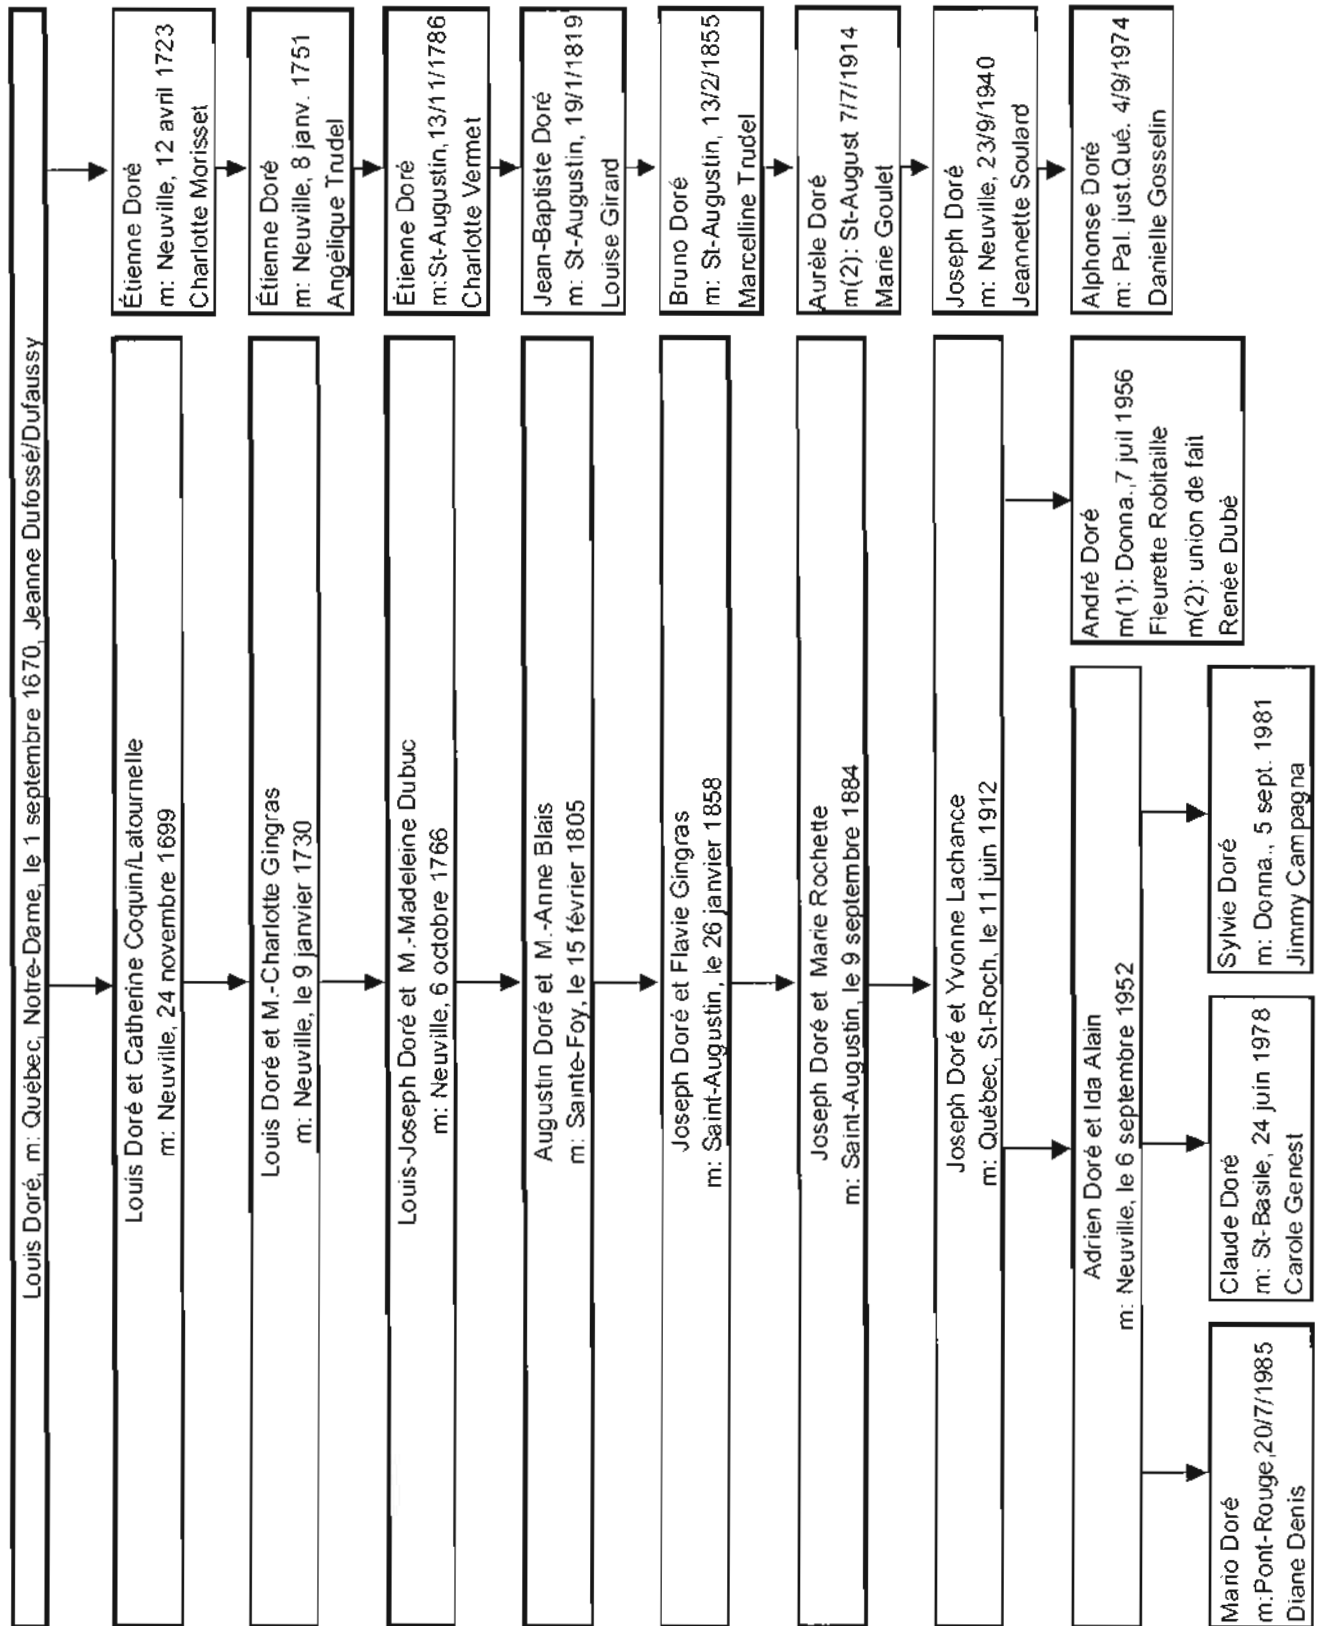 Louis Doré, m: Québec, Notre-Dame, le 1 septembre 1670, Jeanne Dufossé/Dufaussy
Louis Doré et Catherine Coquin/Latournelle
m: Neuville, 24 novembre 1699
Étienne Doré
m: Neuville, 12 avril 1723
Charlotte Morisset
Louis Doré et M.-Charlotte Gingras
m: Neuville, le 9 janvier 1730
Étienne Doré
m: Neuville, 8 janv. 1751
Angélique Trudel
Louis-Joseph Doré et M.-Madeleine Dubuc
m: Neuville, 6 octobre 1766
Étienne Doré
m:St-Augustin, 13/11/1786
Charlotte Vermet
Augustin Doré et M.-Anne Blais
m: Sainte-Foy, le 15 février 1805
Jean-Baptiste Doré
m: St-Augustin, 19/1/1819
Louise Girard
Joseph Doré et Flavie Gingras
m: Saint-Augustin, le 26 janvier 1858
Bruno Doré
m: St-Augustin, 13/2/1855
Marcelline Trudel
Joseph Doré et Marie Rochette
m: Saint-Augustin, le 9 septembre 1884
Aurèle Doré
m(2): St-August 7/7/1914
Marie Goulet
Joseph Doré et Yvonne Lachance
m: Québec, St-Roch, le 11 juin 1912
Joseph Doré
m: Neuville, 23/9/1940
Jeannette Soulard
Adrien Doré et Ida Alain
m: Neuville, le 6 septembre 1952
André Doré
m(1): Donna.,7 juil 1956
Fleurette Robitaille
m(2): union de fait
Renée Dubé
Alphonse Doré
m: Pal. just.Qué. 4/9/1974
Danielle Gosselin
Mario Doré
m:Pont-Rouge,20/7/1985
Diane Denis
Claude Doré
m: St-Basile, 24 juin 1978
Carole Genest
Sylvie Doré
m: Donna., 5 sept. 1981
Jimmy Campagna